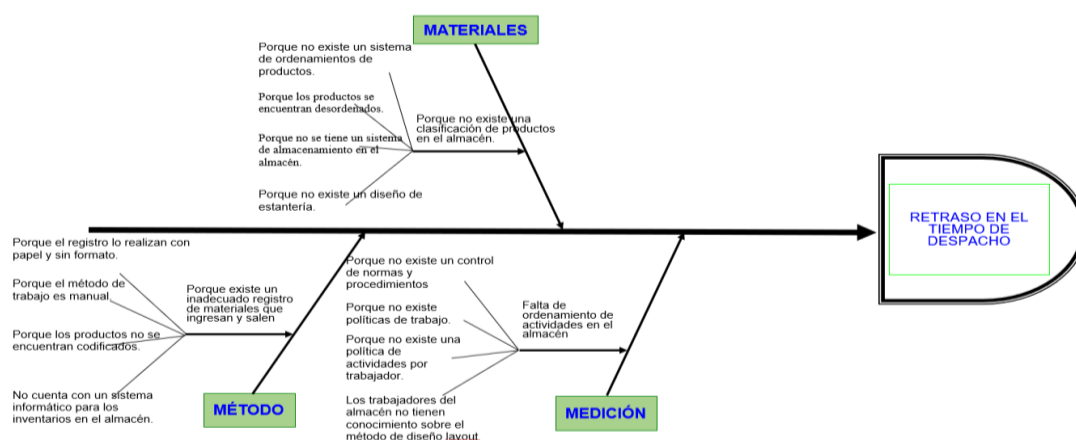 MATERIALES
Porque no existe un sistema
de ordenamientos de
productos.
Porque los productos se
encuentran desordenados.
Porque no se tiene un sistema
de almacenamiento en el
almacén.
Porque no existe un diseño de
estantería.
Porque no existe una
clasificación de productos
en el almacén.
RETRASO EN EL
TIEMPO DE
DESPACHO
Porque el registro lo realizan con
papel y sin formato.
Porque el método de
trabajo es manual
Porque los productos no se
encuentran codificados.
No cuenta con un sistema
informático para los
inventarios en el almacén.
Porque existe un
inadecuado registro
de materiales que
ingresan y salen
MÉTODO
Porque no existe un control
de normas y
procedimientos
Porque no existe
políticas de trabajo.
Porque no existe una
política de
actividades por
trabajador.
Los trabajadores del
almacén no tienen
conocimiento sobre el
método de diseño layout.
Falta de
ordenamiento de
actividades en el
almacén
MEDICIÓN